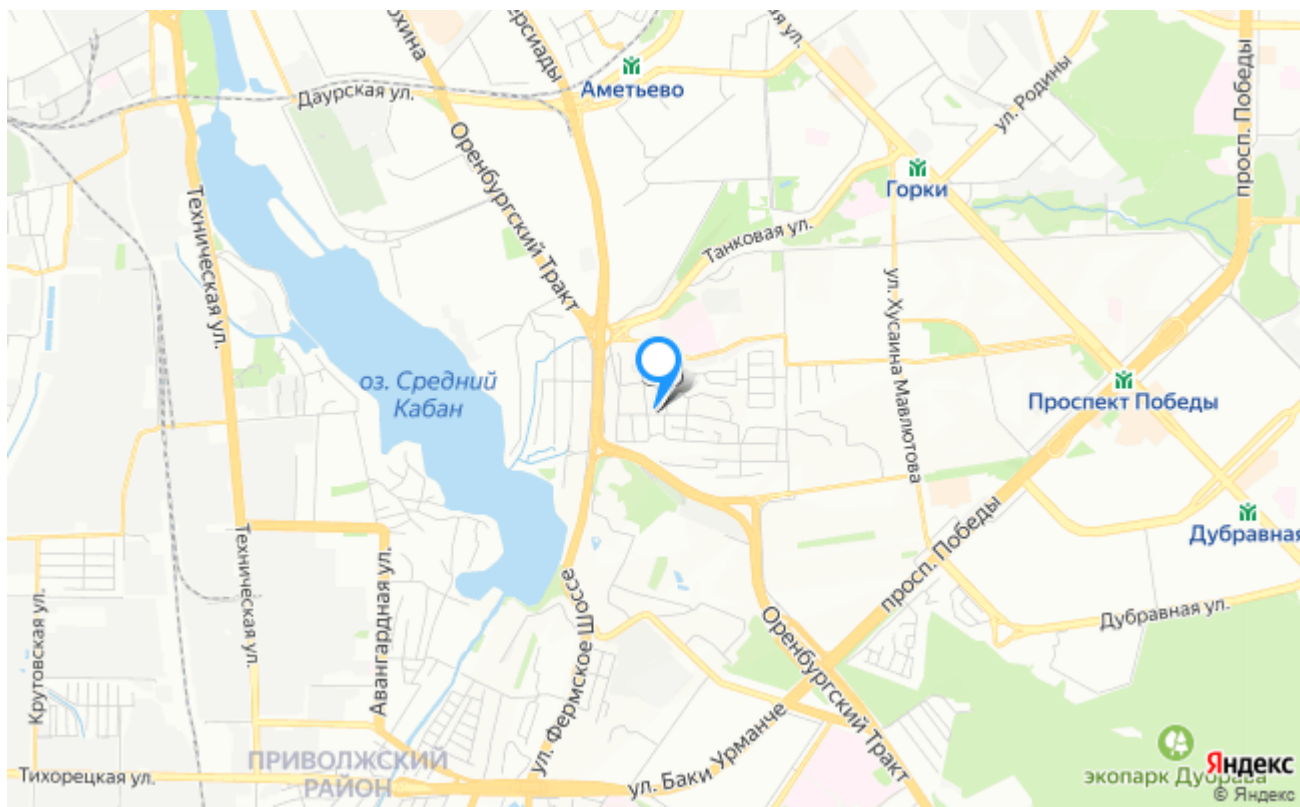 Даурская ул.
Аметьево
ул. Родины
просп. Победы
Оренбургский Тракт
Горки
Техническая ул.
Танковая ул.
ул. Хусаина Мавлютова
оз. Средний
Кабан
Проспект Победы
Дубравная
просп. Победы
Техническая ул.
Авангардная ул.
Крутовская ул.
ул. Фермское Шоссе
Дубравная ул.
Оренбургский Тракт
ул. Баки Урманче
ПРИВОЛЖСКИЙ
РАЙОН
Тихорецкая ул.
экопарк Дубрава
Яндекс
© Яндекс